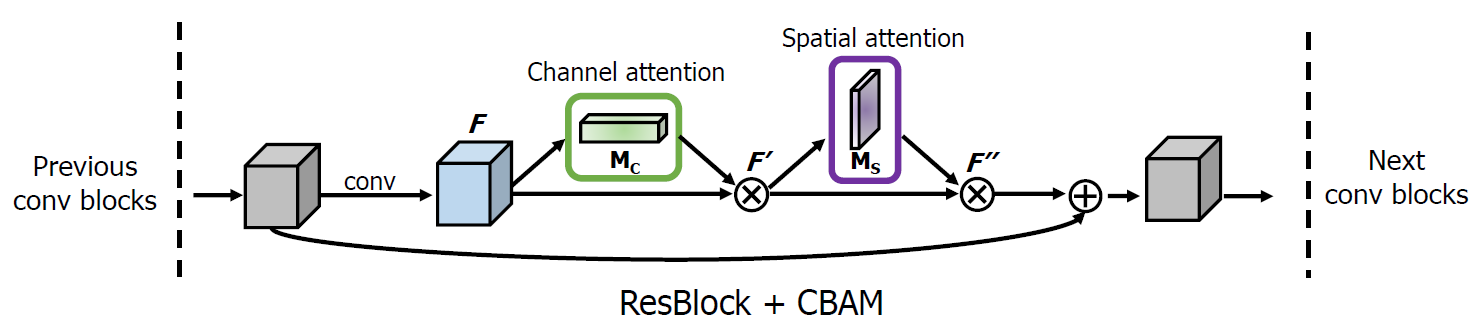 Previous
conv blocks
conv
F
Channel attention
M_C
F′
Spatial attention
M_S
F′′
Next
conv blocks
ResBlock + CBAM